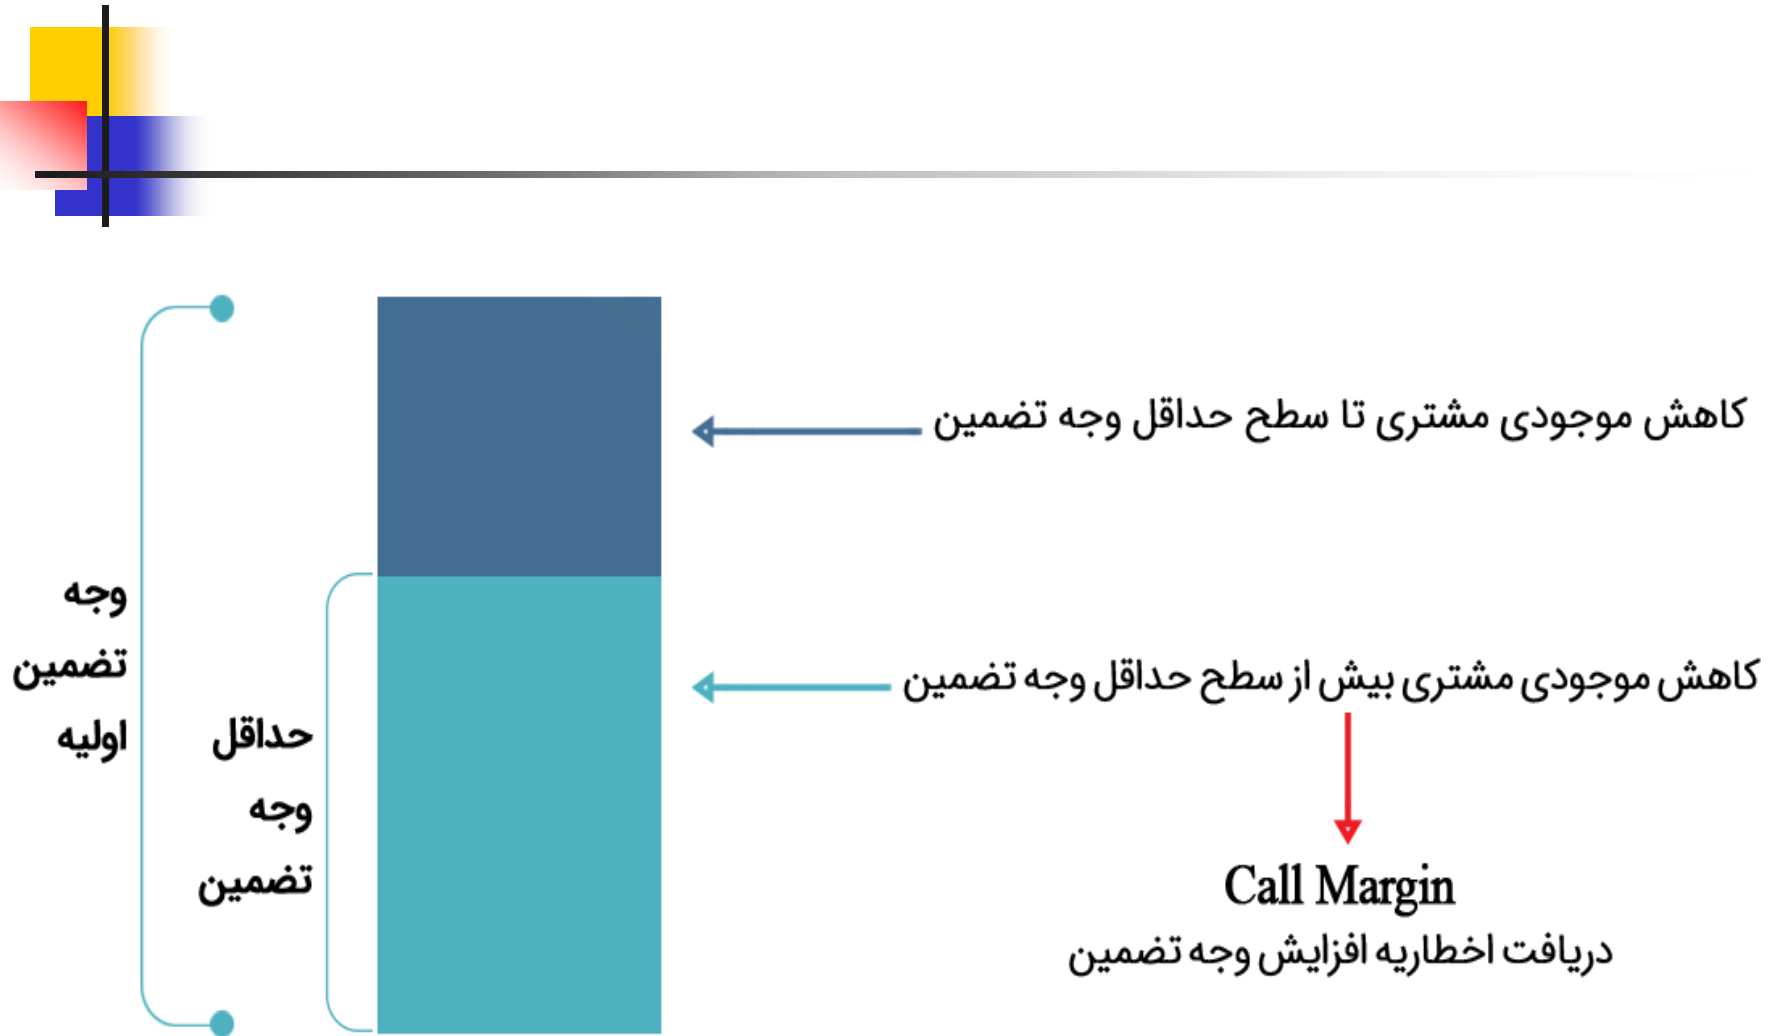 کاهش موجودی مشتری تا سطح حداقل وجه تضمین
کاهش موجودی مشتری بیش از سطح حداقل وجه تضمین
Call Margin
دریافت اخطاریه افزایش وجه تضمین
حداقل
وجه
تضمین
وجه
تضمین
اولیه